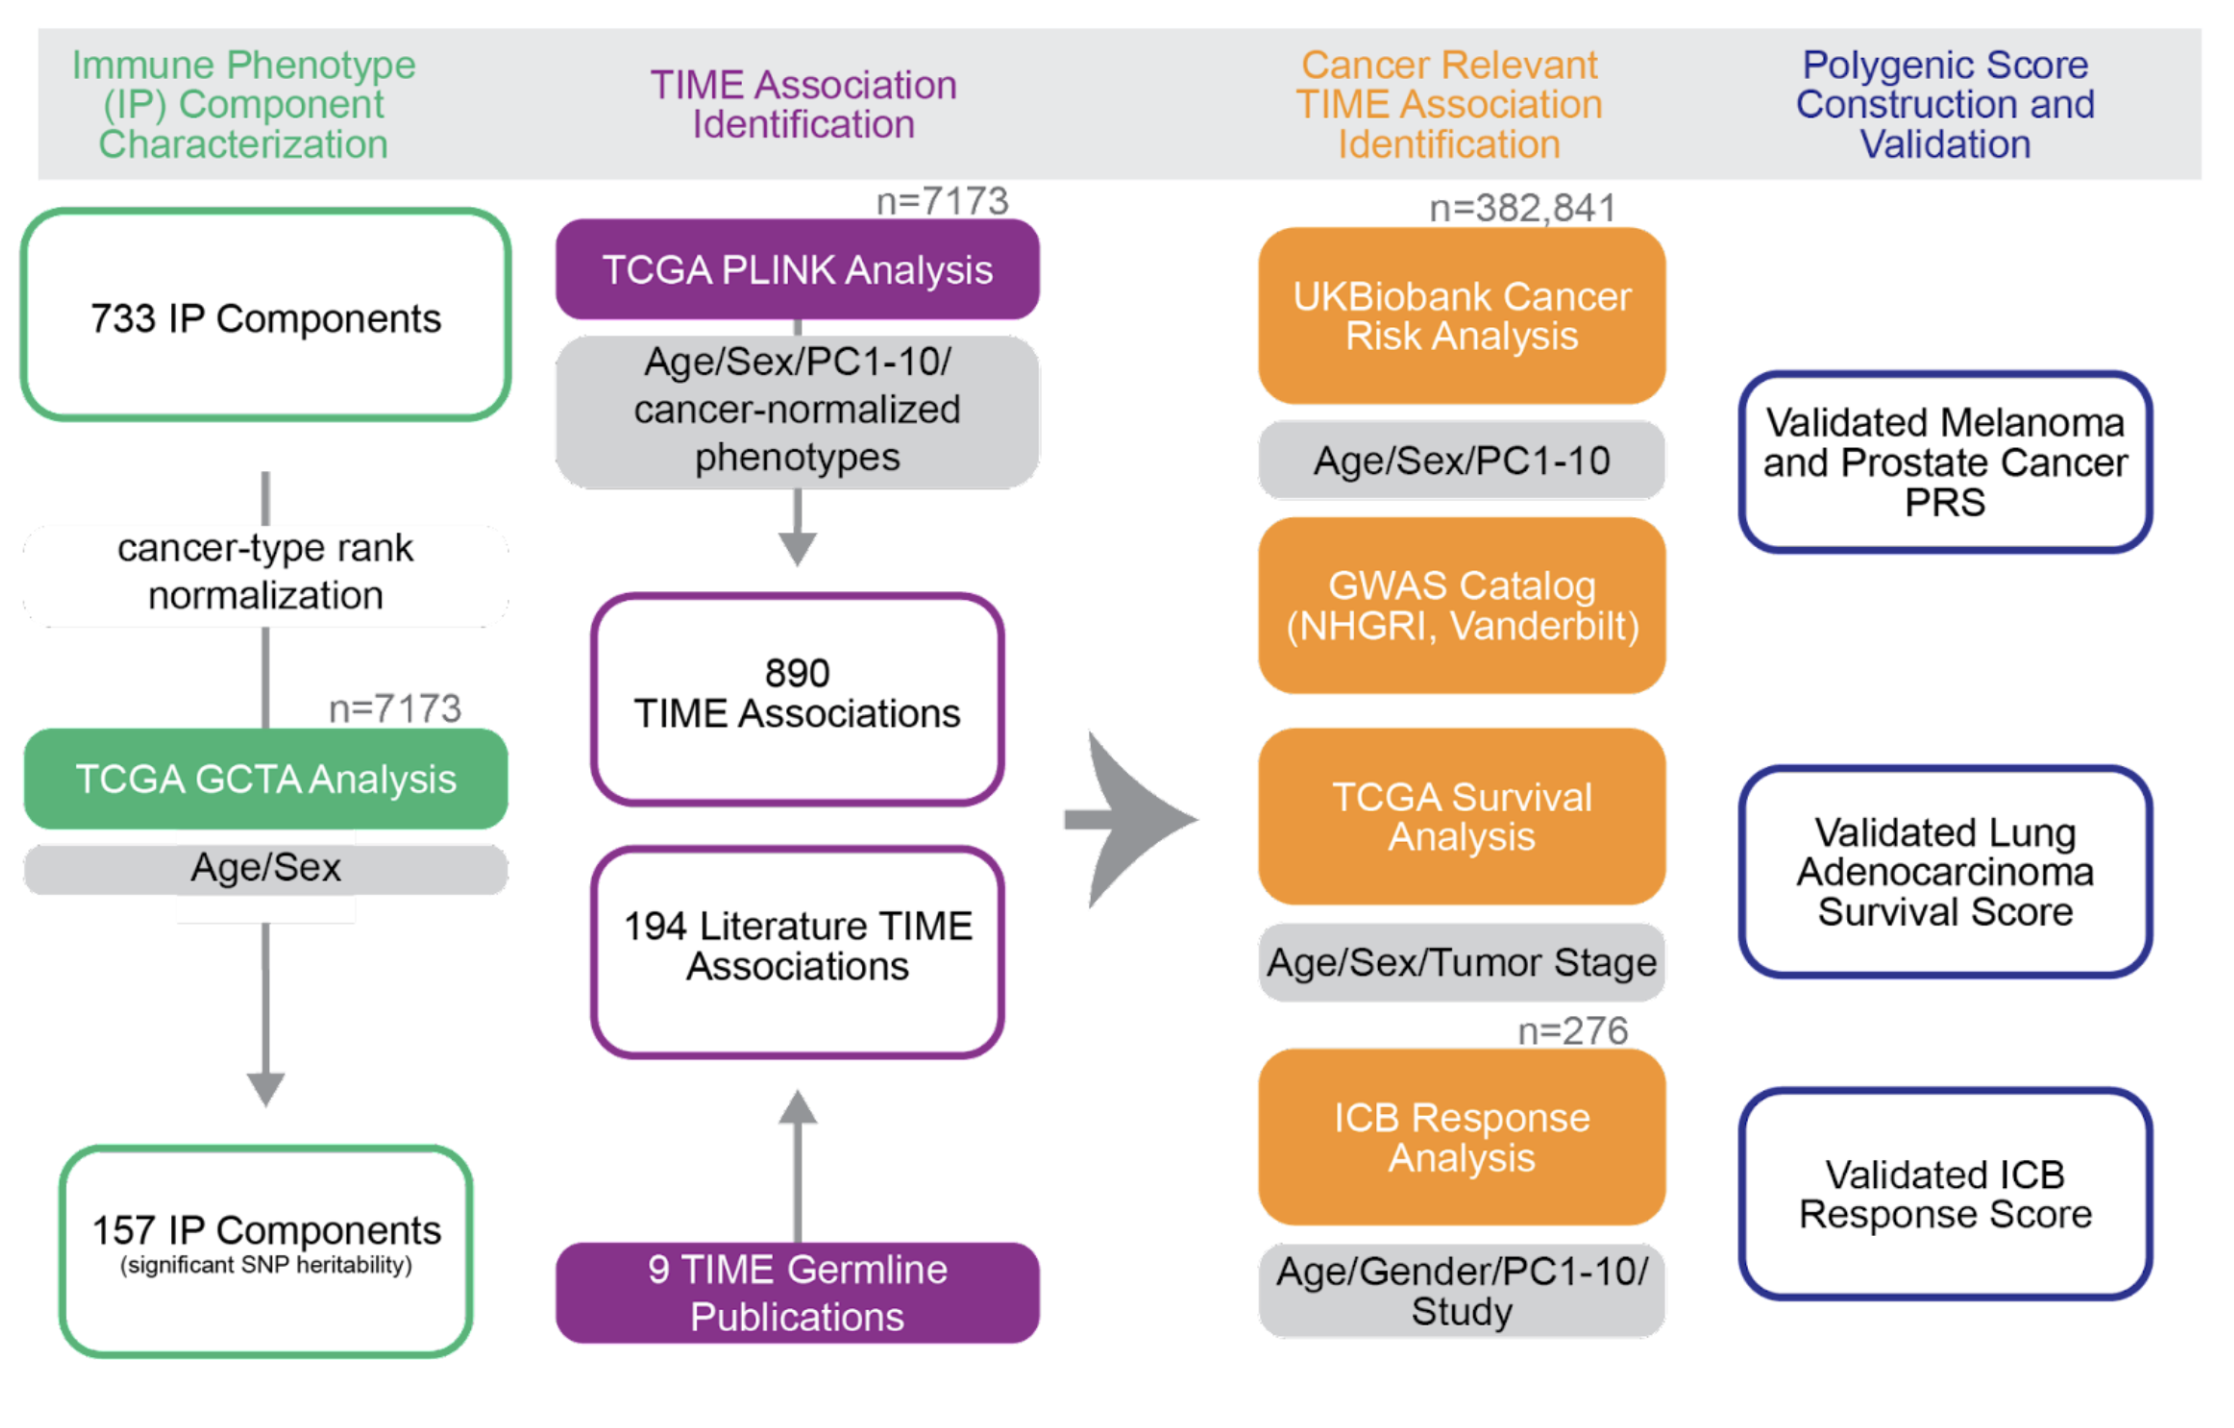 Immune Phenotype
(IP) Component
Characterization
TIME Association
Identification
Cancer Relevant
TIME Association
Identification
Polygenic Score
Construction and
Validation
733 IP Components
cancer-type rank
normalization
n=7173
TCGA GCTA Analysis
Age/Sex
157 IP Components
(significant SNP heritability)
n=7173
TCGA PLINK Analysis
Age/Sex/PC1-10/
cancer-normalized
phenotypes
890
TIME Associations
194 Literature TIME
Associations
9 TIME Germline
Publications
n=382,841
UKBiobank Cancer
Risk Analysis
Age/Sex/PC1-10
GWAS Catalog
(NHGRI, Vanderbilt)
TCGA Survival
Analysis
Age/Sex/Tumor Stage
n=276
ICB Response
Analysis
Age/Gender/PC1-10/
Study
Validated Melanoma
and Prostate Cancer
PRS
Validated Lung
Adenocarcinoma
Survival Score
Validated ICB
Response Score